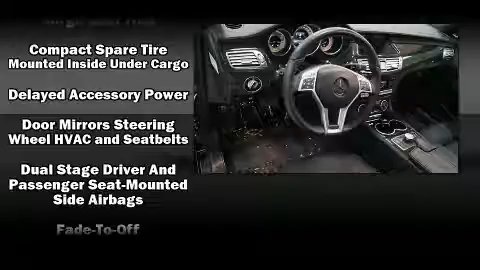 Compact Spare Tire
Mounted Inside Under Cargo
Delayed Accessory Power
Door Mirrors Steering
Wheel HVAC and Seatbelts
Dual Stage Driver And
Passenger Seat-Mounted
Side Airbags
Fade-To-Off